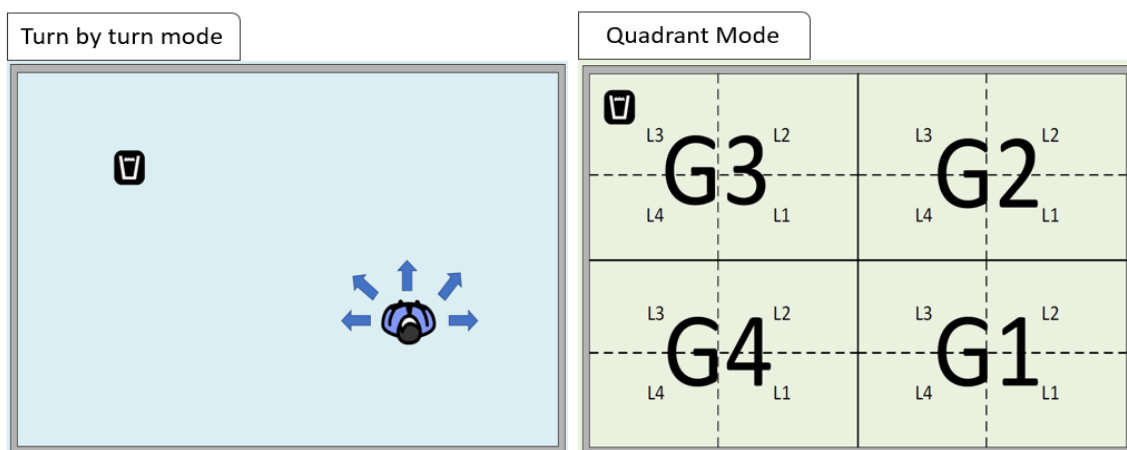 Turn by turn mode
Quadrant Mode
L3 L2 L3 L2
G3 G2
L4 L1 L4 L1
L3 L2 L3 L2
G4 G1
L4 L1 L4 L1